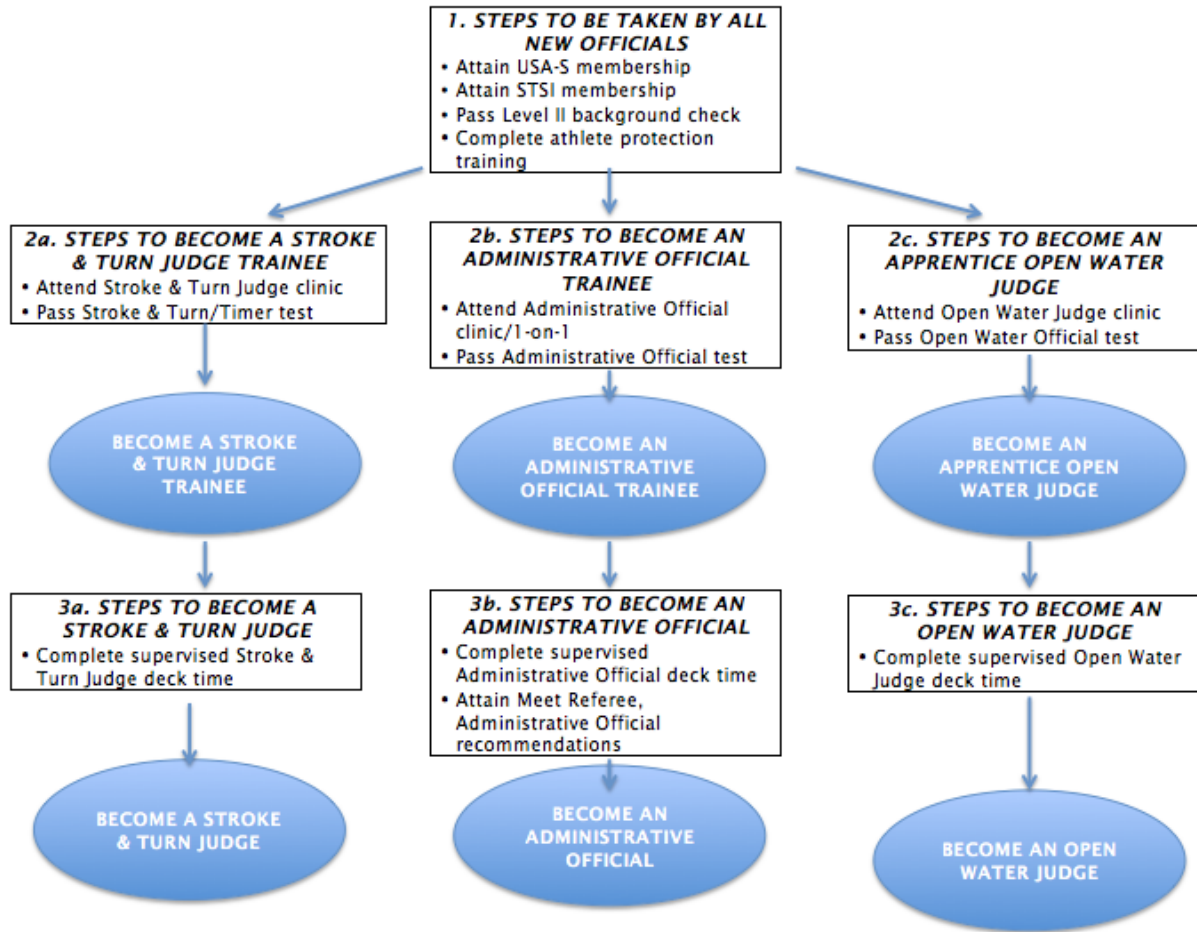 1. STEPS TO BE TAKEN BY ALL
NEW OFFICIALS
• Attain USA-S membership
• Attain STSI membership
• Pass Level II background check
• Complete athlete protection
training
2a. STEPS TO BECOME A STROKE
& TURN JUDGE TRAINEE
• Attend Stroke & Turn Judge clinic
• Pass Stroke & Turn/Timer test
2b. STEPS TO BECOME AN
ADMINISTRATIVE OFFICIAL
TRAINEE
• Attend Administrative Official
clinic/1-on-1
• Pass Administrative Official test
2c. STEPS TO BECOME AN
APPRENTICE OPEN WATER
JUDGE
• Attend Open Water Judge clinic
• Pass Open Water Official test
BECOME A STROKE
& TURN JUDGE
TRAINEE
BECOME AN
ADMINISTRATIVE
OFFICIAL TRAINEE
BECOME AN
APPRENTICE OPEN
WATER JUDGE
3a. STEPS TO BECOME A
STROKE & TURN JUDGE
• Complete supervised Stroke &
Turn Judge deck time
3b. STEPS TO BECOME AN
ADMINISTRATIVE OFFICIAL
• Complete supervised
Administrative Official deck time
• Attain Meet Referee,
Administrative Official
recommendations
3c. STEPS TO BECOME AN
OPEN WATER JUDGE
• Complete supervised Open Water
Judge deck time
BECOME A STROKE
& TURN JUDGE
BECOME AN
ADMINISTRATIVE
OFFICIAL
BECOME AN OPEN
WATER JUDGE